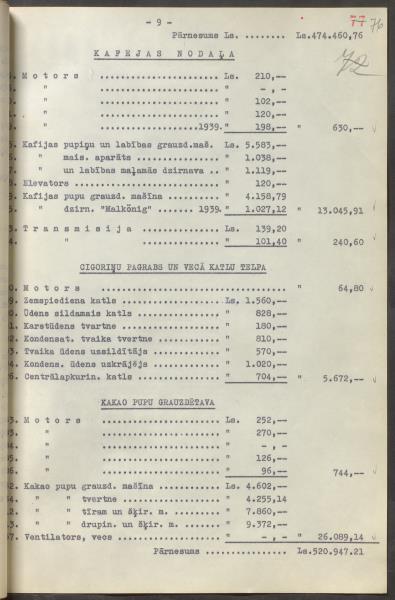 - 9 -
77 76
Pārnesums Ls. ........ Ls.474.460,76
72
KAFEJAS NODAĻA
Motors .................... Ls. 210,--
" .................... " - , -
" .................... " 102,--
" .................... " 120,--
" .................1939. " 198,-- " 630,--
Kafijas pupiņu un labības grauzd.maš. Ls. 5.583,--
" mais. aparāts ............... " 1.038,--
" un labības maļamās dzirnava .. " 1.119,--
Elevators ....................... " 120,--
Kafijas pupu grauzd. mašīna ......... " 4.158,79
" dzirn. "Malkönig" ....... 1939. " 1.027,12 " 13.045,91
Transmisija ............. Ls. 139,20
" ............. " 101,40 " 240,60
CIGORIŅU PAGRABS UN VECĀ KATLU TELPA
Motors ................................ " 64,80
Zemspiediena katls .............. Ls. 1.560,--
Ūdens sildamais katls ............ " 828,--
Karstūdens tvartne ............... " 180,--
Kondensat. tvaika tvertne ........ " 810,--
Tvaika ūdens uzsildītājs ......... " 570,--
Kondens. ūdens uzkrājējs ......... " 1.020,--
Centrālapkurin. katls ............ " 704,-- " 5.672,--
KAKAO PUPU GRAUZDĒTAVA
Motors .................... Ls. 252,--
" .................... " 270,--
" .................... " - , -
" .................... " 126,--
" .................... " 96,-- " 744,--
Kakao pupu grauzd. mašīna .......... Ls. 4.602,--
" " tvertne ................. " 4.255,14
" " tīram un šķir. m. ......... " 7.860,--
" " drupin. un šķir. m. ....... " 9.372,--
Ventilators, vecs .................. " - , - " 26.089,14
Pārnesums ................ Ls.520.947.21